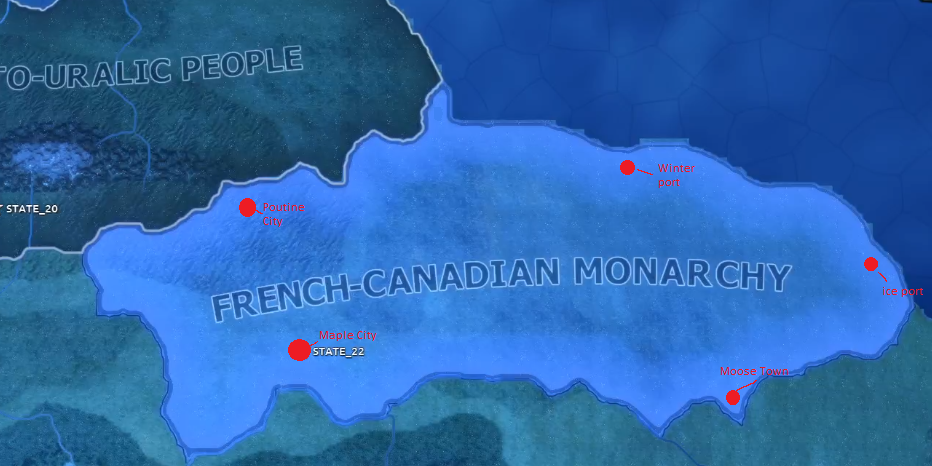 TO-URALIC PEOPLE
Winter
port
T STATE_20
Poutine
City
FRENCH-CANADIAN MONARCHY
ice port
Maple City
STATE_22
Moose Town